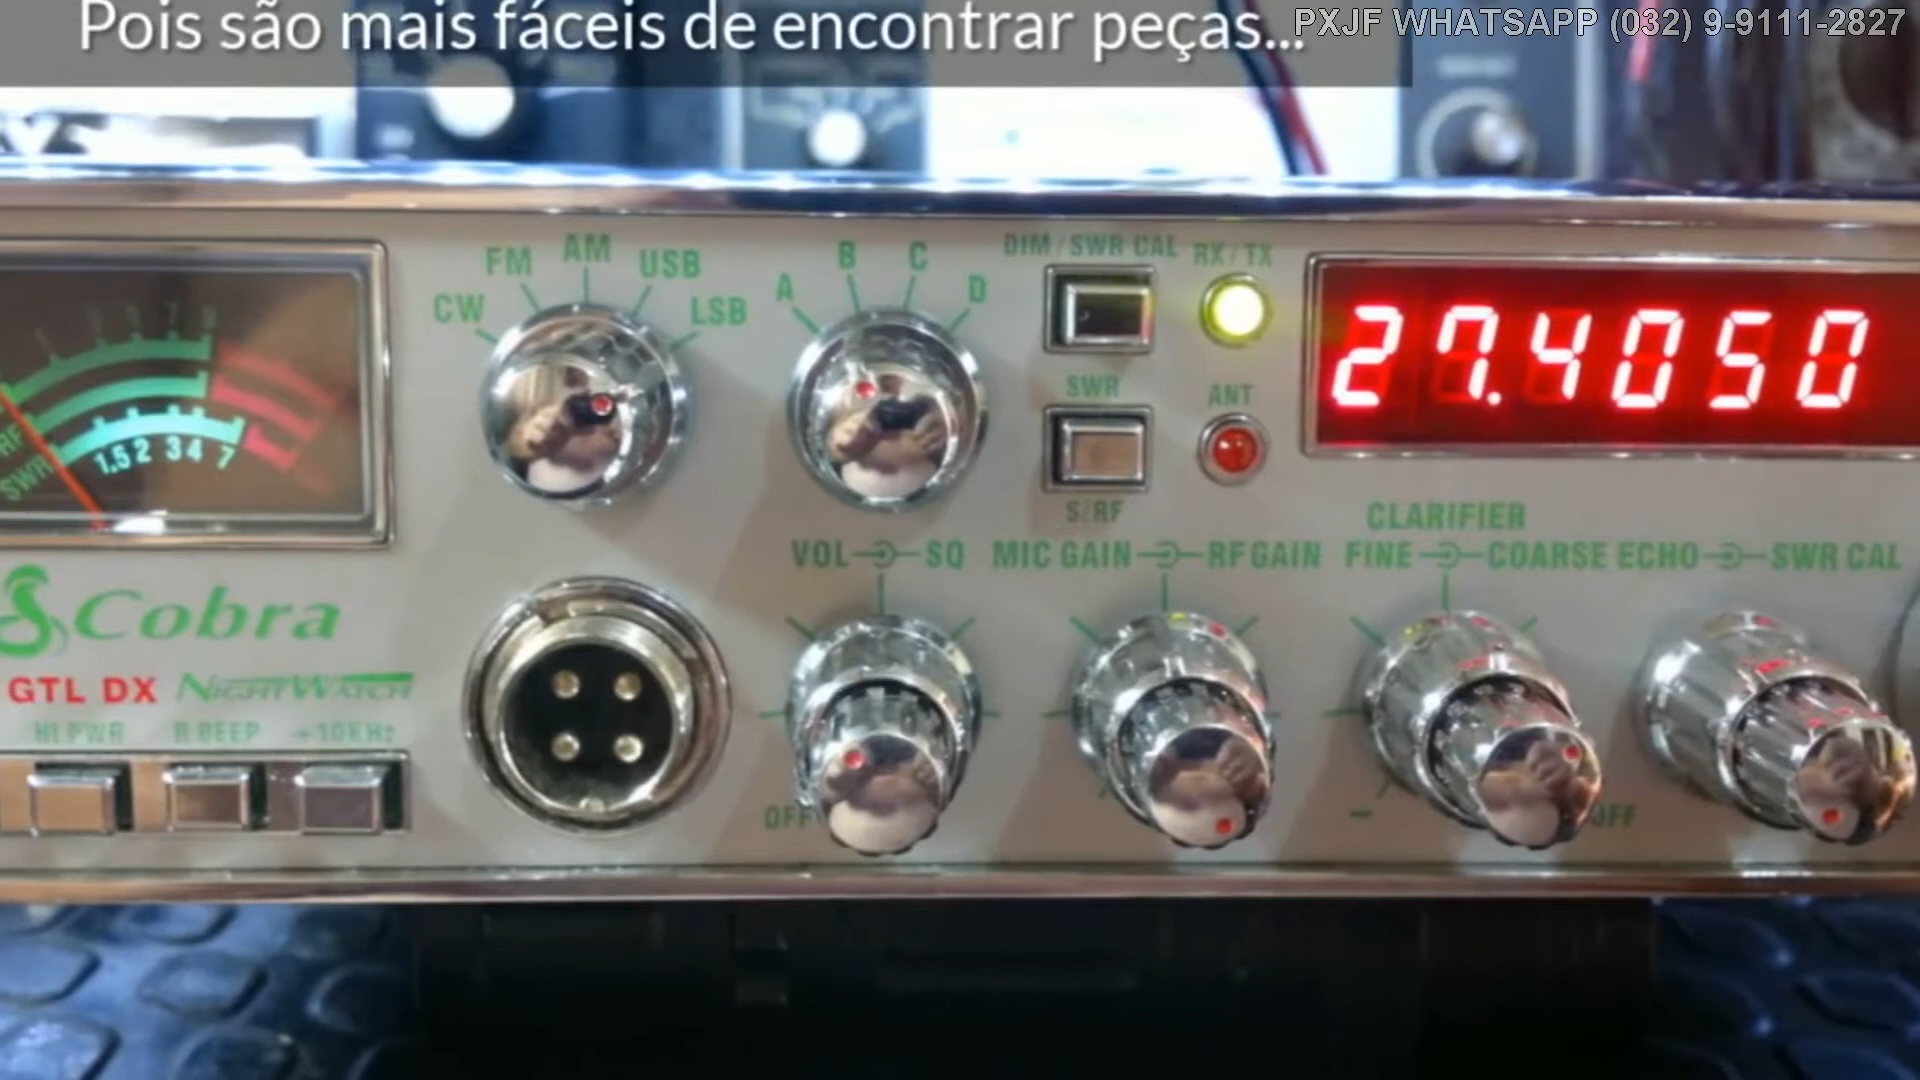 Pois são mais fáceis de encontrar peças...
PXJF WHATSAPP (032) 9-9111-2827
FM AM USB
CW LSB
A B C D
DIM / SWR CAL RX / TX
27.4050
SWR ANT
S/RF
RF
SWR
1,5 2 3 4 7
CLARIFIER
VOL SQ MIC GAIN RF GAIN FINE COARSE ECHO SWR CAL
Cobra
GTL DX NIGHTWATCH
HI PWR R BEEP +10KHz
OFF - OFF